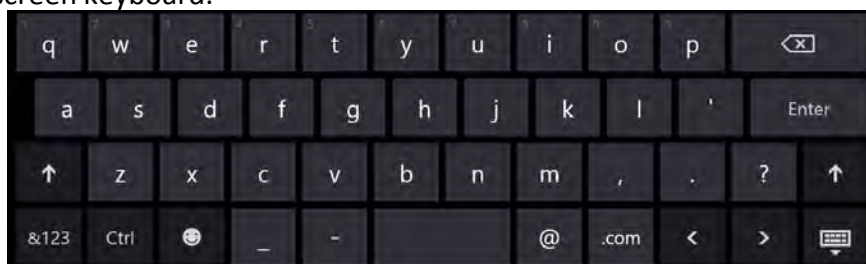 screen keyboard:
q w e r t y u i o p
a s d f g h j k l ' Enter
z x c v b n m , . ?
&123 Ctrl _ - @ .com < >